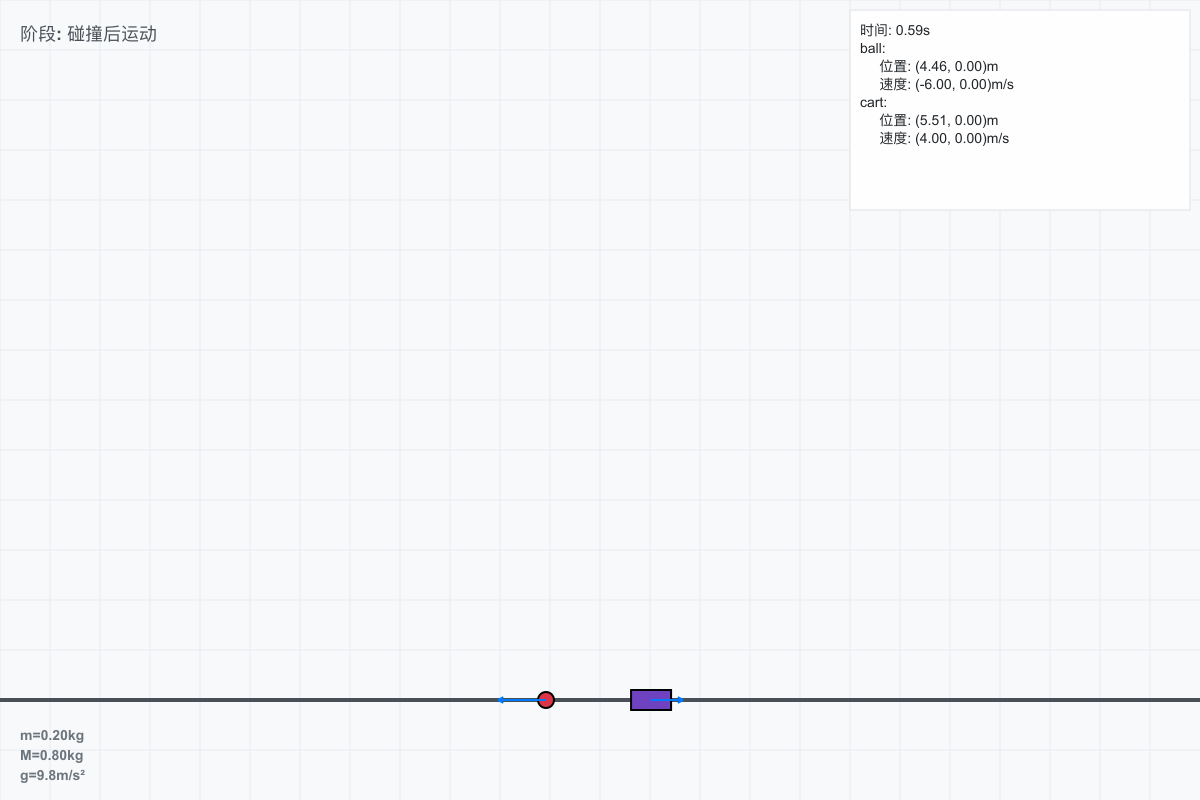 阶段: 碰撞后运动
时间: 0.59s
ball:
位置: (4.46, 0.00)m
速度: (-6.00, 0.00)m/s
cart:
位置: (5.51, 0.00)m
速度: (4.00, 0.00)m/s
m=0.20kg
M=0.80kg
g=9.8m/s²